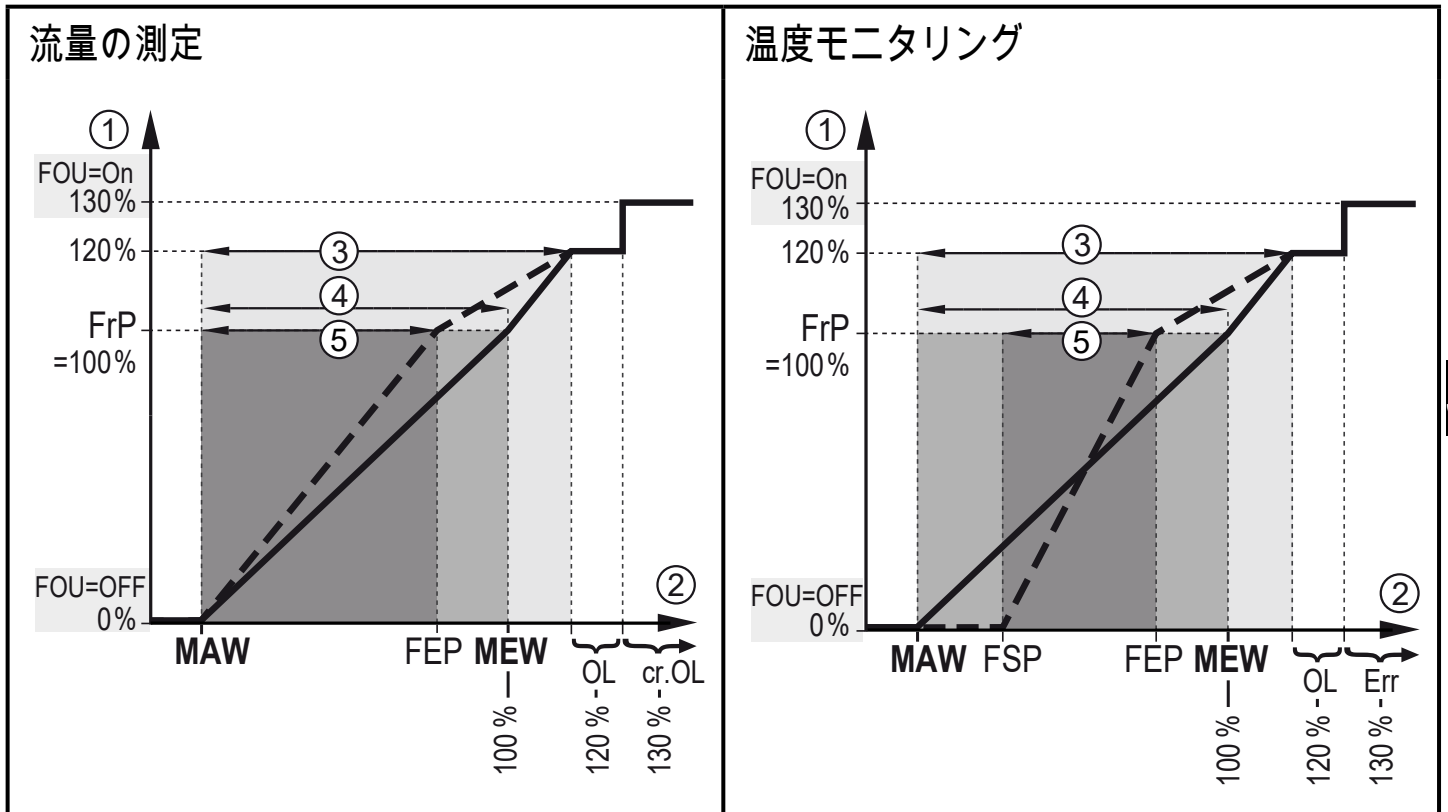 流量の測定
①
FOU=On
130%
120%
③
④
FrP
=100%
⑤
FOU=OFF
0%
②
MAW
FEP
MEW
OL
cr.OL
100 %
120 %
130 %
温度モニタリング
①
FOU=On
130%
120%
③
④
FrP
=100%
⑤
FOU=OFF
0%
②
MAW
FSP
FEP
MEW
OL
Err
100 %
120 %
130 %